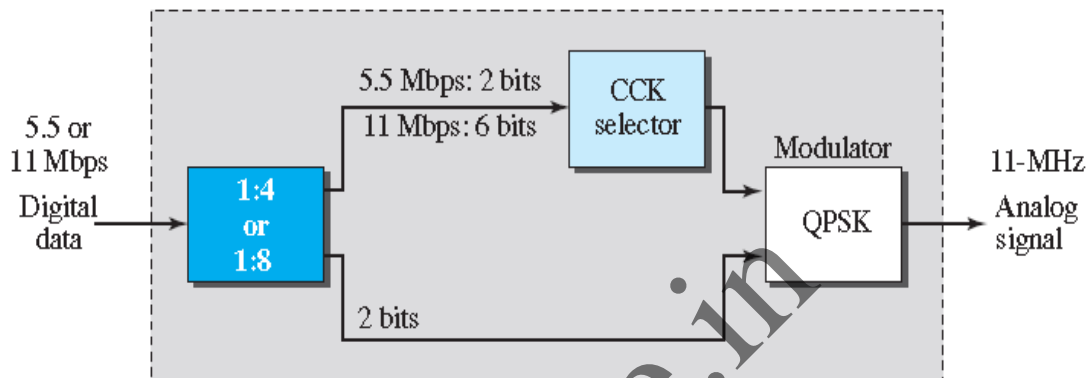 5.5 or
11 Mbps
Digital
data
1:4
or
1:8
5.5 Mbps: 2 bits
11 Mbps: 6 bits
CCK
selector
2 bits
Modulator
QPSK
11-MHz
Analog
signal